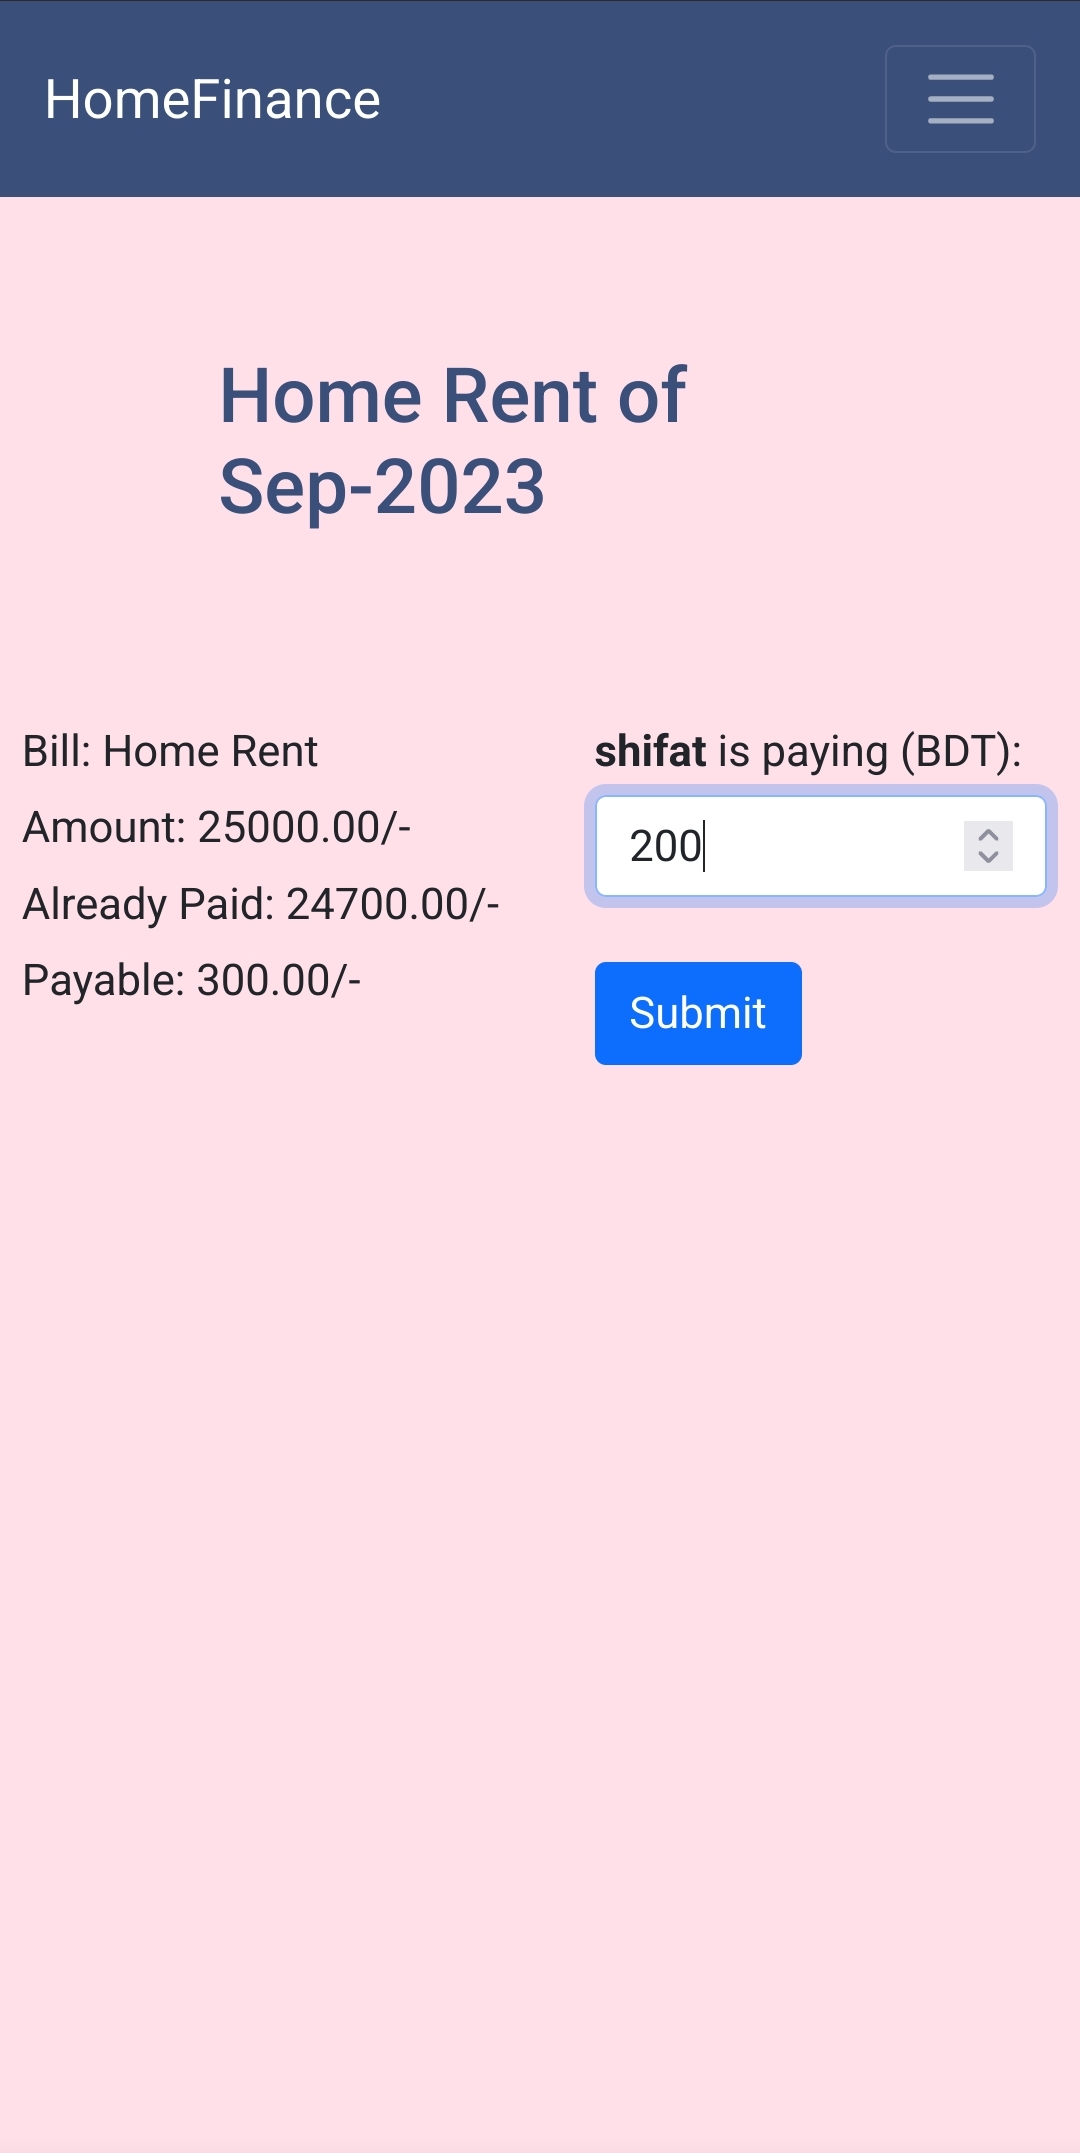 HomeFinance
Home Rent of
Sep-2023
Bill: Home Rent
Amount: 25000.00/-
Already Paid: 24700.00/-
Payable: 300.00/-
shifat is paying (BDT):
200
Submit